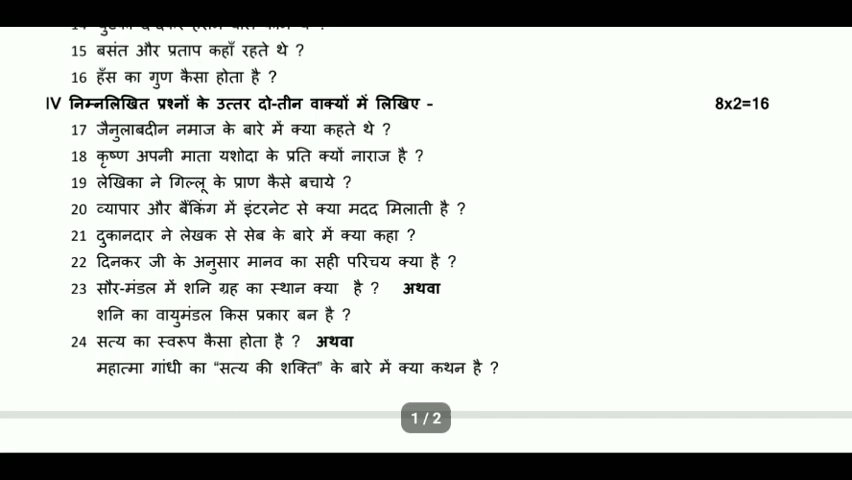 15 बसंत और प्रताप कहाँ रहते थे ?
16 हँस का गुण कैसा होता है ?
IV निम्नलिखित प्रश्नों के उत्तर दो-तीन वाक्यों में लिखिए - 8x2=16
17 जैनुलाबदीन नमाज के बारे में क्या कहते थे ?
18 कृष्ण अपनी माता यशोदा के प्रति क्यों नाराज है ?
19 लेखिका ने गिल्लू के प्राण कैसे बचाये ?
20 व्यापार और बैंकिंग में इंटरनेट से क्या मदद मिलाती है ?
21 दुकानदार ने लेखक से सेब के बारे में क्या कहा ?
22 दिनकर जी के अनुसार मानव का सही परिचय क्या है ?
23 सौर-मंडल में शनि ग्रह का स्थान क्या है ? अथवा
शनि का वायुमंडल किस प्रकार बन है ?
24 सत्य का स्वरूप कैसा होता है ? अथवा
महात्मा गांधी का “सत्य की शक्ति” के बारे में क्या कथन है ?
1 / 2